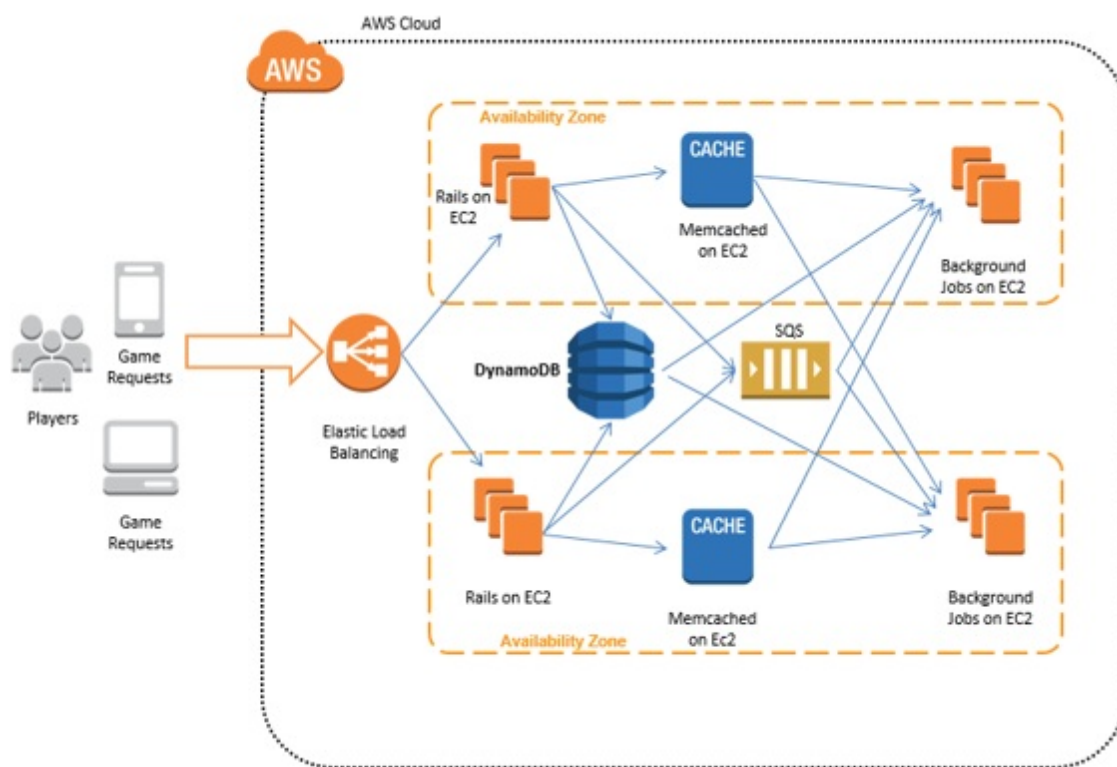 AWS Cloud
AWS
Availability Zone
CACHE
Rails on
EC2
Memcached
on EC2
Background
Jobs on EC2
Game
Requests
Players
Elastic Load
Balancing
DynamoDB
SQS
Game
Requests
CACHE
Rails on EC2
Memcached
on Ec2
Background
Jobs on EC2
Availability Zone